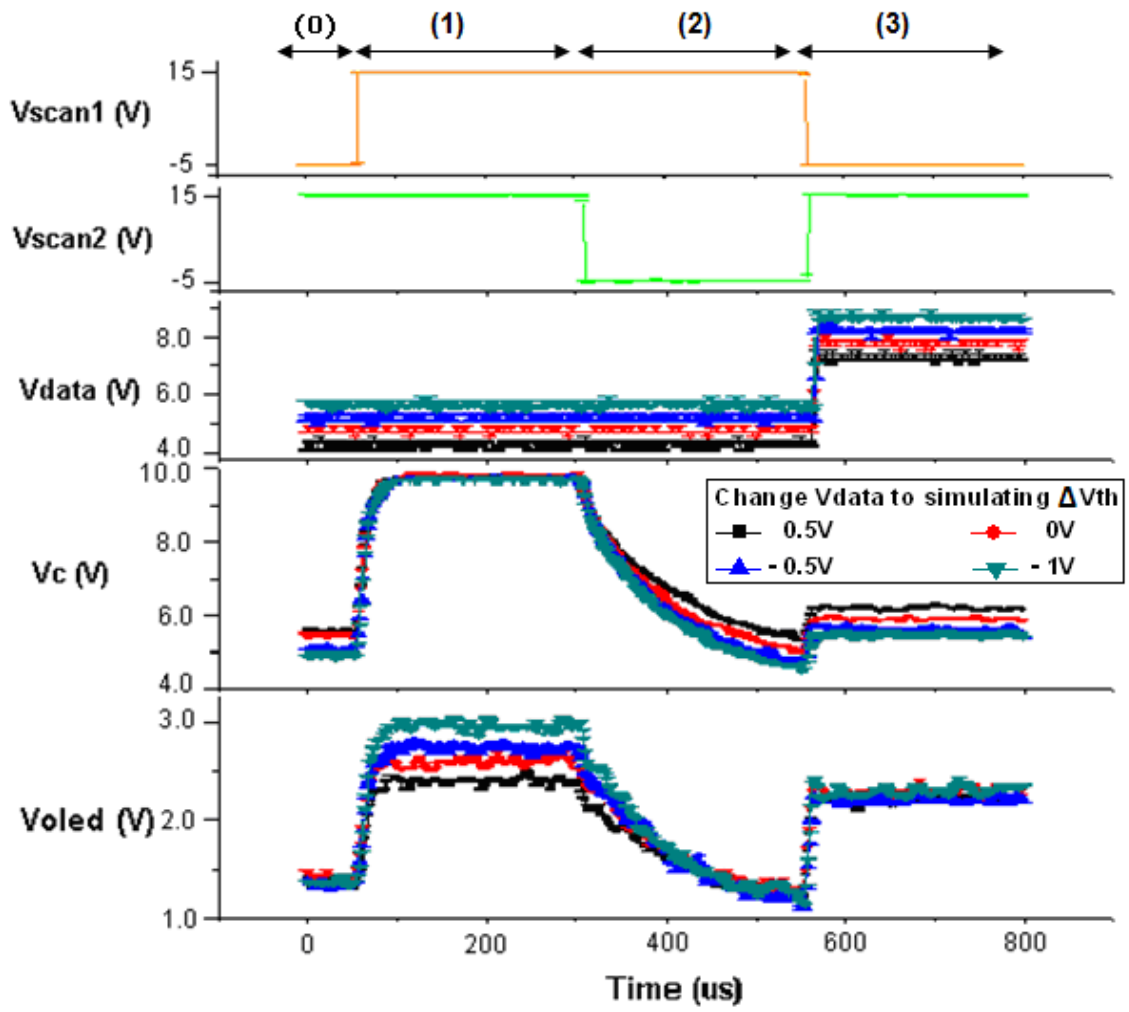 (0) (1) (2) (3)
15
Vscan1 (V)
-5
15
Vscan2 (V)
-5
8.0
Vdata (V) 6.0
4.0
10.0
Change Vdata to simulating ΔVth
0.5V 0V
- 0.5V - 1V
8.0
Vc (V)
6.0
4.0
3.0
Voled (V) 2.0
1.0
0 200 400 600 800
Time (us)